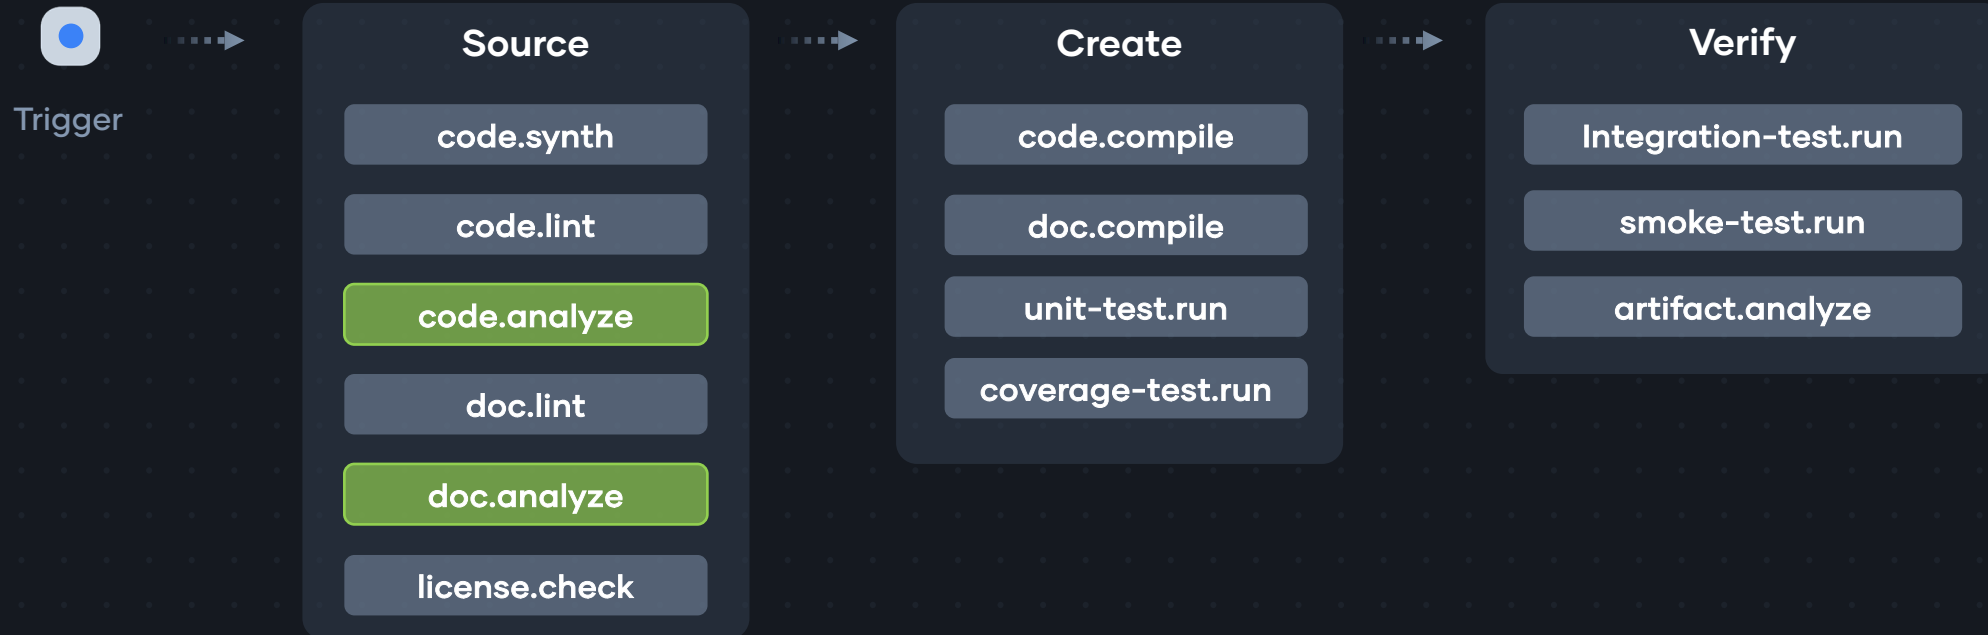 Trigger
Source
code.synth
code.lint
code.analyze
doc.lint
doc.analyze
license.check
Create
code.compile
doc.compile
unit-test.run
coverage-test.run
Verify
Integration-test.run
smoke-test.run
artifact.analyze